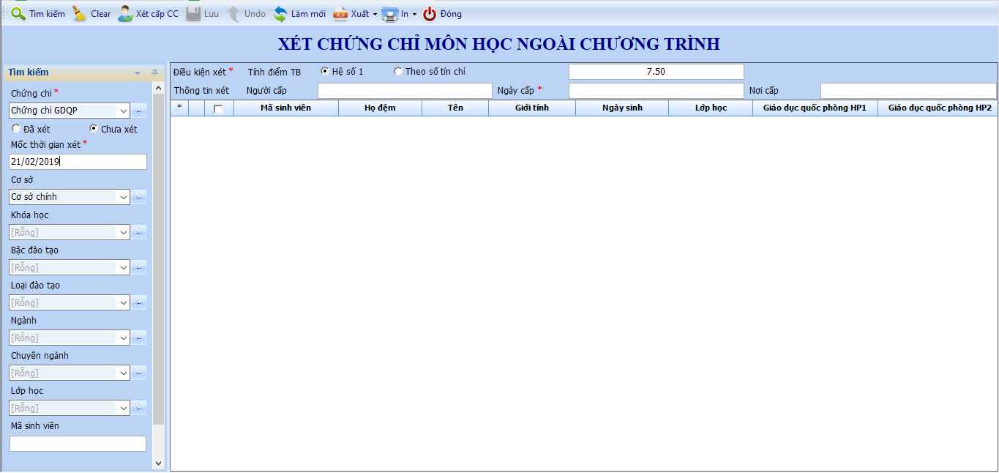 Tìm kiếm Clear Xét cấp CC Lưu Undo Làm mới XLS Xuất In Đóng
XÉT CHỨNG CHỈ MÔN HỌC NGOÀI CHƯƠNG TRÌNH
Tìm kiếm
Chứng chỉ *
Chứng chỉ GDQP ...
Đã xét Chưa xét
Mốc thời gian xét *
21/02/2019
Cơ sở
Cơ sở chính ...
Khóa học
[Rỗng] ...
Bậc đào tạo
[Rỗng] ...
Loại đào tạo
[Rỗng] ...
Ngành
[Rỗng] ...
Chuyên ngành
[Rỗng] ...
Lớp học
[Rỗng] ...
Mã sinh viên
Điều kiện xét * Tính điểm TB Hệ số 1 Theo số tín chỉ 7.50
Thông tin xét Người cấp Ngày cấp * Nơi cấp
* Mã sinh viên Họ đệm Tên Giới tính Ngày sinh Lớp học Giáo dục quốc phòng HP1 Giáo dục quốc phòng HP2